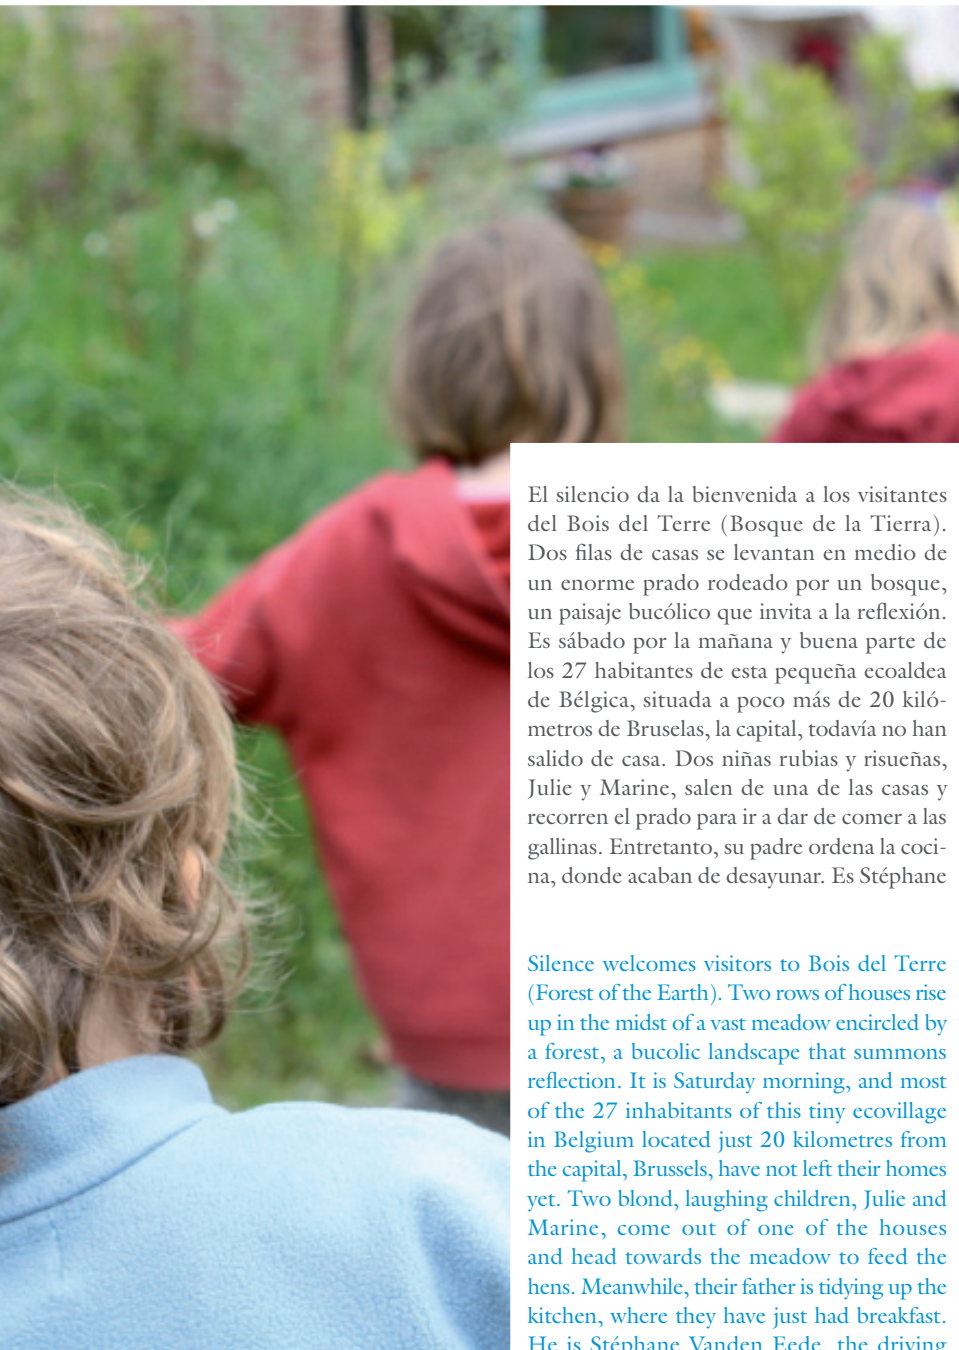 El silencio da la bienvenida a los visitantes
del Bois del Terre (Bosque de la Tierra).
Dos filas de casas se levantan en medio de
un enorme prado rodeado por un bosque,
un paisaje bucólico que invita a la reflexión.
Es sábado por la mañana y buena parte de
los 27 habitantes de esta pequeña ecoaldea
de Bélgica, situada a poco más de 20 kiló-
metros de Bruselas, la capital, todavía no han
salido de casa. Dos niñas rubias y risueñas,
Julie y Marine, salen de una de las casas y
recorren el prado para ir a dar de comer a las
gallinas. Entretanto, su padre ordena la coci-
na, donde acaban de desayunar. Es Stéphane
Silence welcomes visitors to Bois del Terre
(Forest of the Earth). Two rows of houses rise
up in the midst of a vast meadow encircled by
a forest, a bucolic landscape that summons
reflection. It is Saturday morning, and most
of the 27 inhabitants of this tiny ecovillage
in Belgium located just 20 kilometres from
the capital, Brussels, have not left their homes
yet. Two blond, laughing children, Julie and
Marine, come out of one of the houses
and head towards the meadow to feed the
hens. Meanwhile, their father is tidying up the
kitchen, where they have just had breakfast.
He is Stéphane Vanden Eede, the driving